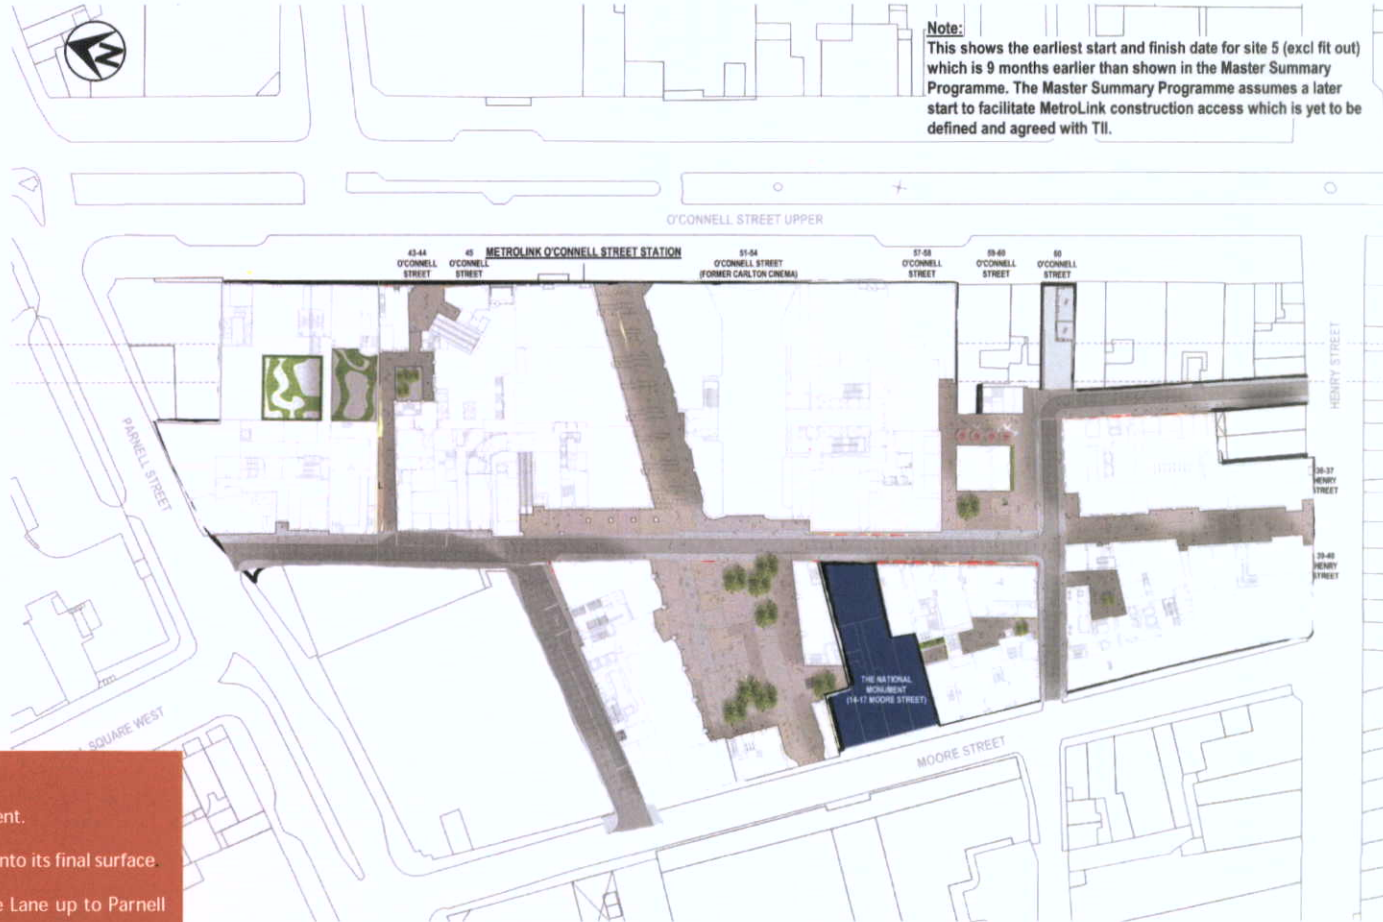 N
Note:
This shows the earliest start and finish date for site 5 (excl fit out)
which is 9 months earlier than shown in the Master Summary
Programme. The Master Summary Programme assumes a later
start to facilitate MetroLink construction access which is yet to be
defined and agreed with TII.
O'CONNELL STREET UPPER
43-44
O'CONNELL
STREET
45
O'CONNELL
STREET
METROLINK O'CONNELL STREET STATION
51-54
O'CONNELL STREET
(FORMER CARLTON CINEMA)
57-58
O'CONNELL
STREET
59-60
O'CONNELL
STREET
60
O'CONNELL
STREET
HENRY STREET
PARNELL STREET
36-37
HENRY
STREET
39-40
HENRY
STREET
THE NATIONAL
MONUMENT
(14-17 MOORE STREET)
SQUARE WEST
MOORE STREET
ent.
nto its final surface.
e Lane up to Parnell